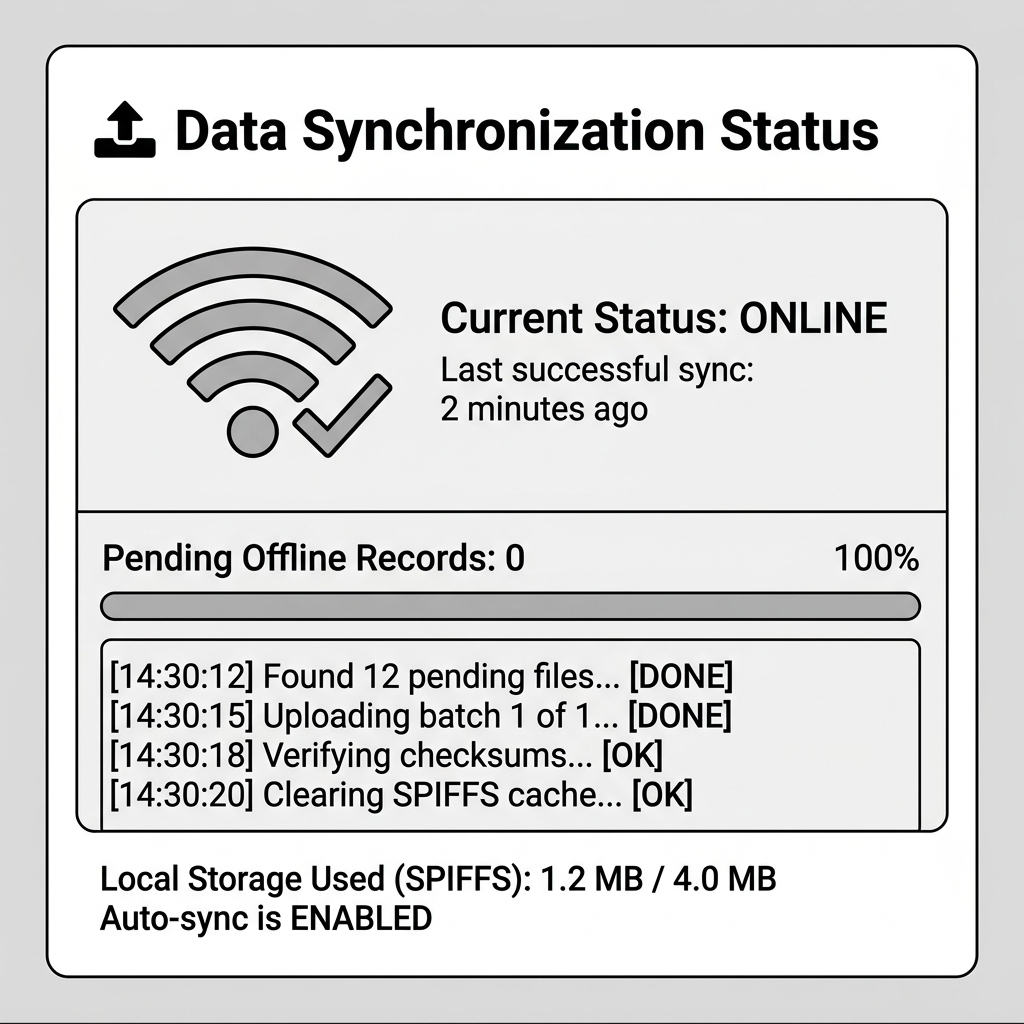 Data Synchronization Status
Current Status: ONLINE
Last successful sync:
2 minutes ago
Pending Offline Records: 0
100%
[14:30:12] Found 12 pending files... [DONE]
[14:30:15] Uploading batch 1 of 1... [DONE]
[14:30:18] Verifying checksums... [OK]
[14:30:20] Clearing SPIFFS cache... [OK]
Local Storage Used (SPIFFS): 1.2 MB / 4.0 MB
Auto-sync is ENABLED